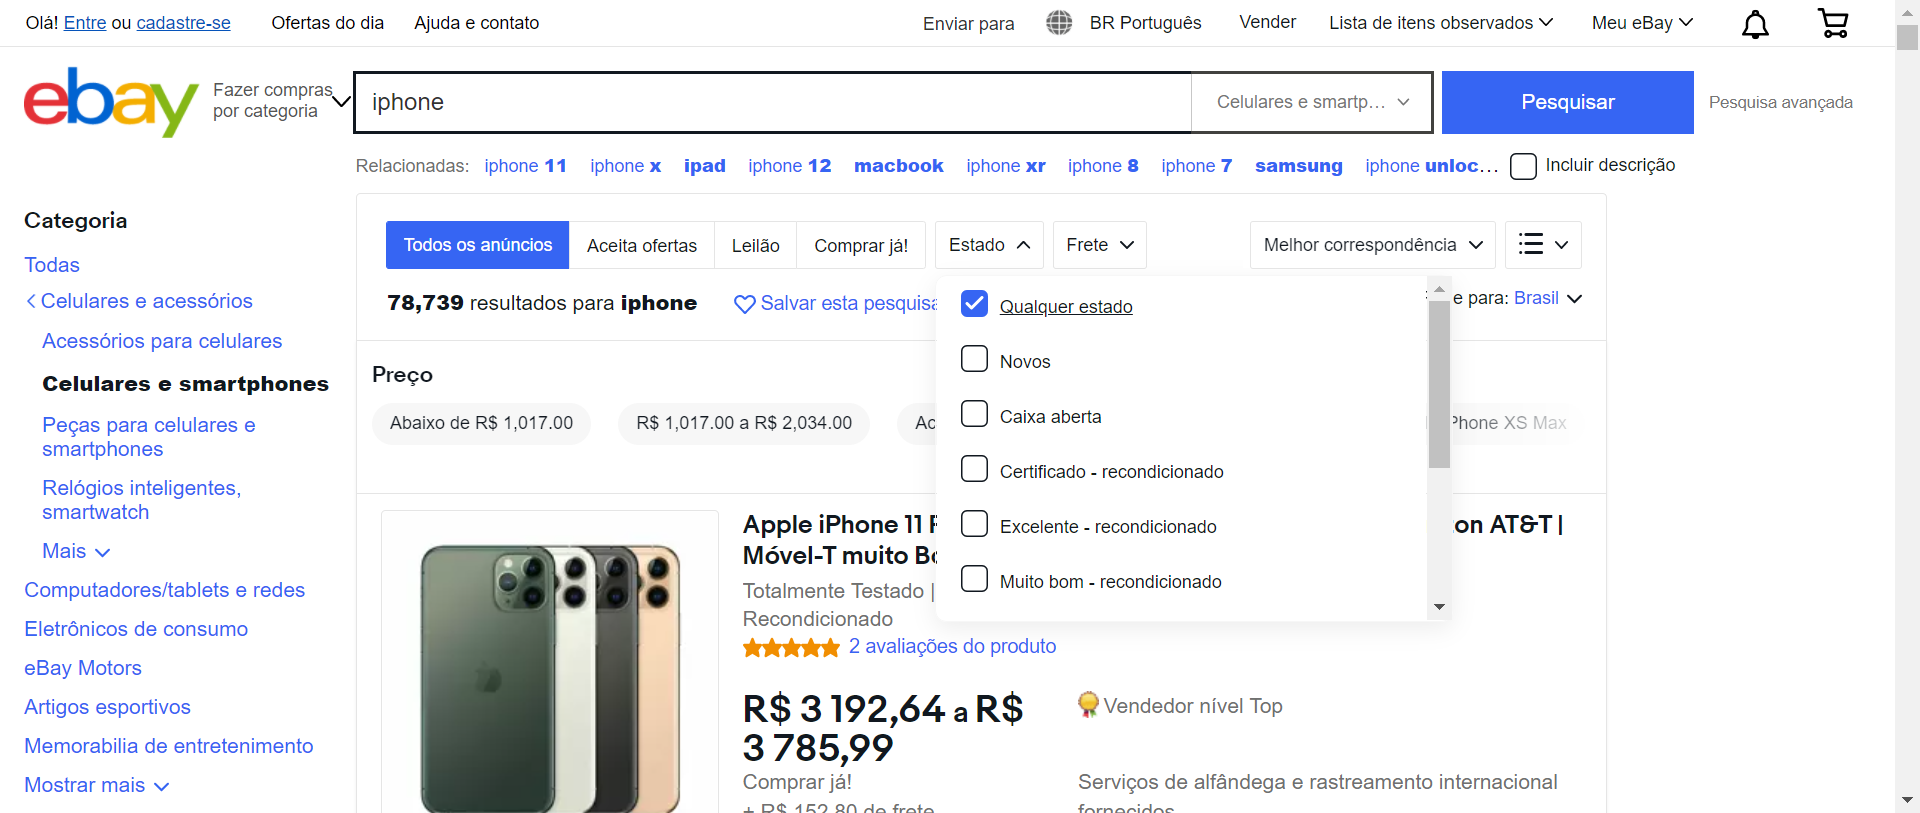 Olá! Entre ou cadastre-se Ofertas do dia Ajuda e contato Enviar para BR Português Vender Lista de itens observados Meu eBay
ebay
Fazer compras
por categoria
iphone Celulares e smartp... Pesquisar Pesquisa avançada
Relacionadas: iphone 11 iphone x ipad iphone 12 macbook iphone xr iphone 8 iphone 7 samsung iphone unloc... Incluir descrição
Categoria
Todas
Celulares e acessórios
Acessórios para celulares
Celulares e smartphones
Peças para celulares e
smartphones
Relógios inteligentes,
smartwatch
Mais
Computadores/tablets e redes
Eletrônicos de consumo
eBay Motors
Artigos esportivos
Memorabilia de entretenimento
Mostrar mais
Todos os anúncios Aceita ofertas Leilão Comprar já! Estado Frete Melhor correspondência
78,739 resultados para iphone Salvar esta pesquisa e para: Brasil
Qualquer estado
Novos
Caixa aberta
Certificado - recondicionado
Excelente - recondicionado
Muito bom - recondicionado
Preço
Abaixo de R$ 1,017.00 R$ 1,017.00 a R$ 2,034.00 Ac Phone XS Max
Apple iPhone 11 on AT&T |
Móvel-T muito
Totalmente Testado |
Recondicionado
2 avaliações do produto
R$ 3 192,64 a R$
3 785,99
Vendedor nível Top
Comprar já!
+ R$ 152,80 de frete
Serviços de alfândega e rastreamento internacional
fornecidos